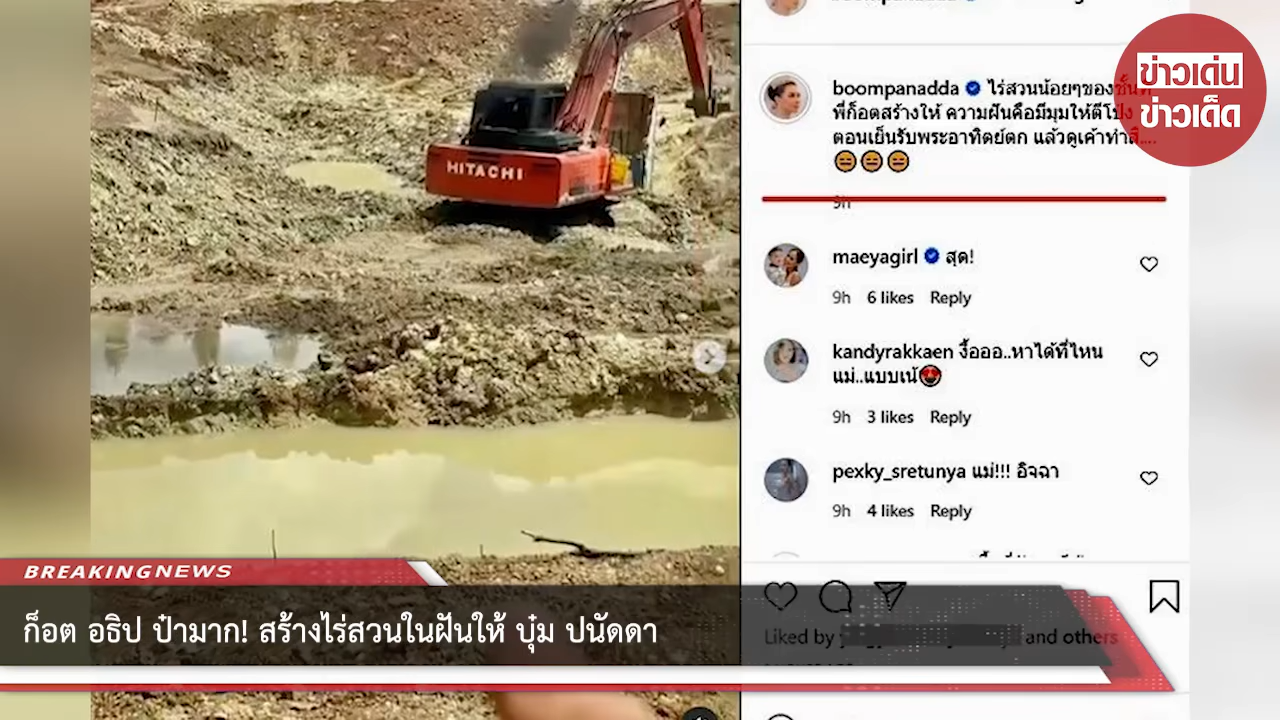 ข่าวเด่น
ข่าวเด็ด
HITACHI
boompanadda ไร่สวนน้อยๆของชั้นที่
พี่ก็อตสร้างให้ ความฝันคือมีมุมให้ตีโป่ง
ตอนเย็นรับพระอาทิตย์ตก แล้วดูเค้าทำสิ....
😑😑😑
9h
maeyagirl สุด!
9h 6 likes Reply
kandyrakkaen งื้อออ..หาได้ที่ไหน
แม่..แบบเน้😍
9h 3 likes Reply
pexky_sretunya แม่!!! อิจฉา
9h 4 likes Reply
Liked by and others
BREAKINGNEWS
ก็อต อธิป ป๋ามาก! สร้างไร่สวนในฝันให้ บุ๋ม ปนัดดา